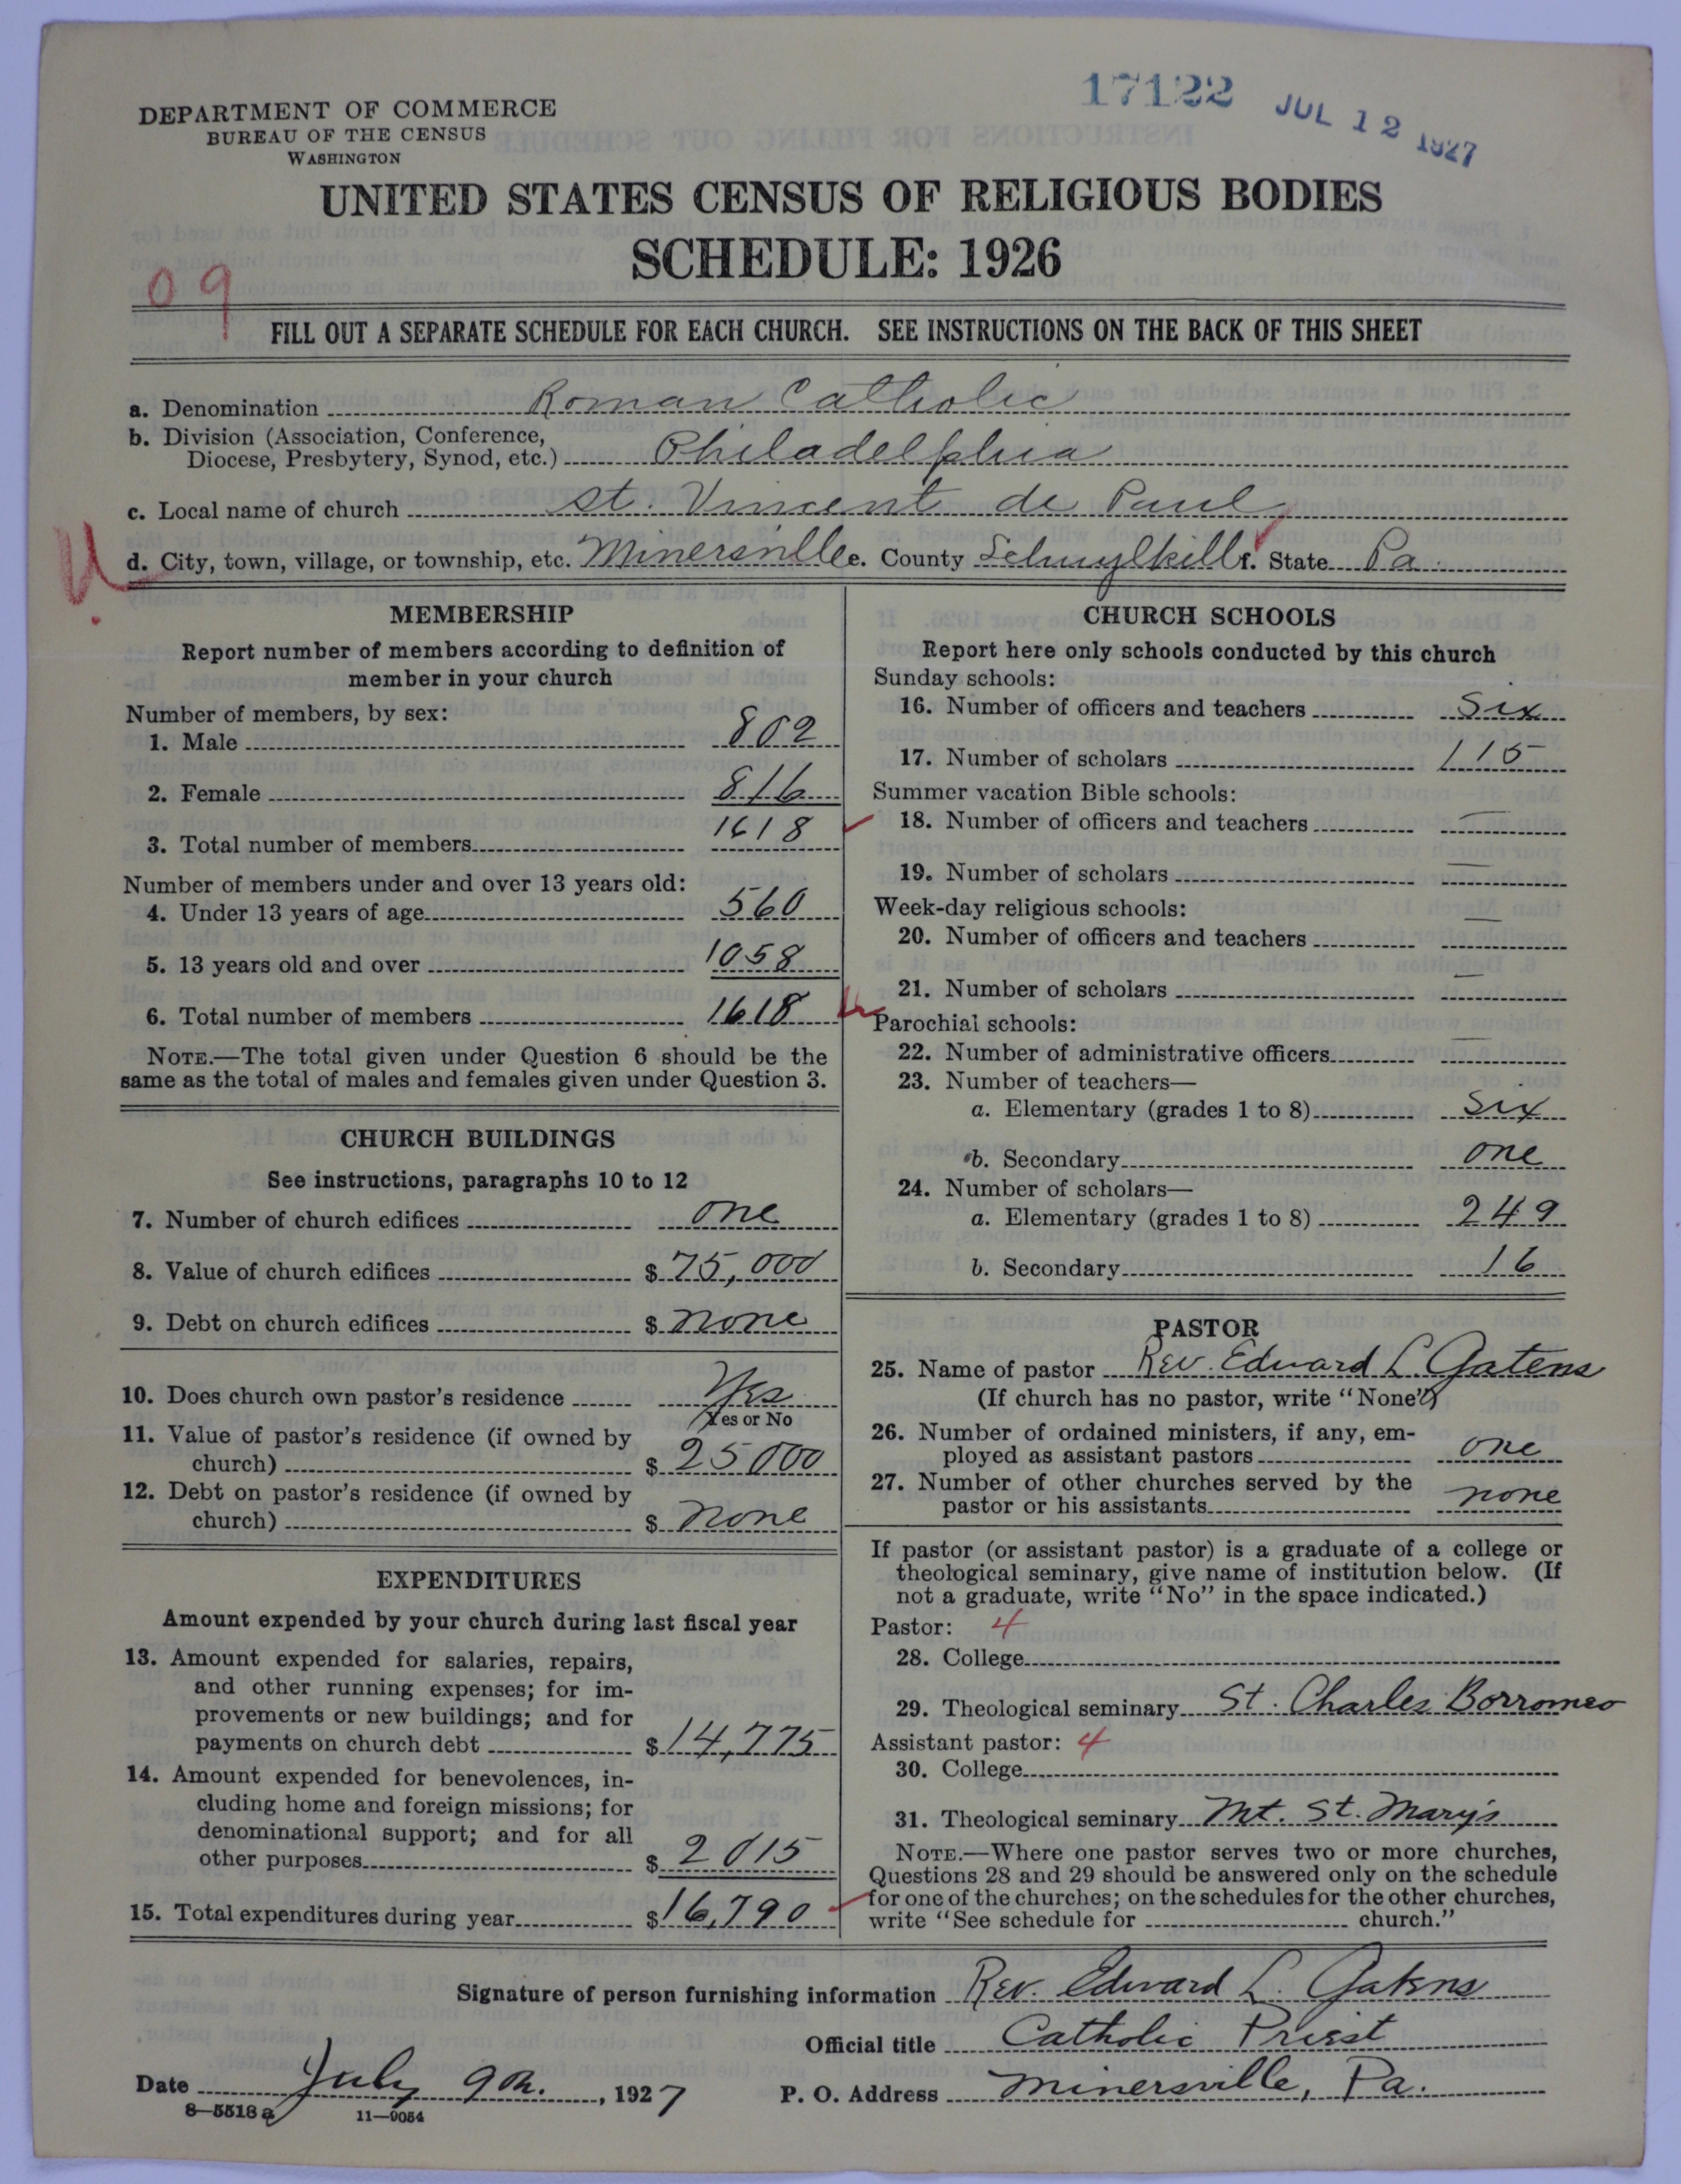 17122 JUL 12 1927
DEPARTMENT OF COMMERCE
BUREAU OF THE CENSUS
WASHINGTON
UNITED STATES CENSUS OF RELIGIOUS BODIES
SCHEDULE: 1926
09
FILL OUT A SEPARATE SCHEDULE FOR EACH CHURCH. SEE INSTRUCTIONS ON THE BACK OF THIS SHEET
a. Denomination Roman Catholic
b. Division (Association, Conference,
Diocese, Presbytery, Synod, etc.) Philadelphia
c. Local name of church St. Vincent de Paul
d. City, town, village, or township, etc. Minersville e. County Schuylkill f. State Pa.
MEMBERSHIP
Report number of members according to definition of
member in your church
Number of members, by sex:
1. Male 802
2. Female 816
3. Total number of members 1618
Number of members under and over 13 years old:
4. Under 13 years of age 560
5. 13 years old and over 1058
6. Total number of members 1618
NOTE.—The total given under Question 6 should be the
same as the total of males and females given under Question 3.
CHURCH BUILDINGS
See instructions, paragraphs 10 to 12
7. Number of church edifices one
8. Value of church edifices $ 75,000
9. Debt on church edifices $ none
10. Does church own pastor's residence Yes
Yes or No
11. Value of pastor's residence (if owned by
church) $ 25000
12. Debt on pastor's residence (if owned by
church) $ none
EXPENDITURES
Amount expended by your church during last fiscal year
13. Amount expended for salaries, repairs,
and other running expenses; for im-
provements or new buildings; and for
payments on church debt $ 14,775
14. Amount expended for benevolences, in-
cluding home and foreign missions; for
denominational support; and for all
other purposes $ 2015
15. Total expenditures during year $ 16,790
CHURCH SCHOOLS
Report here only schools conducted by this church
Sunday schools:
16. Number of officers and teachers Six
17. Number of scholars 115
Summer vacation Bible schools:
18. Number of officers and teachers —
19. Number of scholars —
Week-day religious schools:
20. Number of officers and teachers —
21. Number of scholars —
Parochial schools:
22. Number of administrative officers —
23. Number of teachers—
a. Elementary (grades 1 to 8) Six
b. Secondary one
24. Number of scholars—
a. Elementary (grades 1 to 8) 249
b. Secondary 16
PASTOR
25. Name of pastor Rev. Edward L. Gatens
(If church has no pastor, write "None")
26. Number of ordained ministers, if any, em-
ployed as assistant pastors one
27. Number of other churches served by the
pastor or his assistants none
If pastor (or assistant pastor) is a graduate of a college or
theological seminary, give name of institution below. (If
not a graduate, write "No" in the space indicated.)
Pastor: 4
28. College
29. Theological seminary St. Charles Borromeo
Assistant pastor: 4
30. College
31. Theological seminary Mt. St. Mary's
NOTE.—Where one pastor serves two or more churches,
Questions 28 and 29 should be answered only on the schedule
for one of the churches; on the schedules for the other churches,
write "See schedule for church."
Signature of person furnishing information Rev. Edward L. Gatens
Official title Catholic Priest
Date July 9th., 1927 P. O. Address Minersville, Pa.
8—5518 a 11—9054